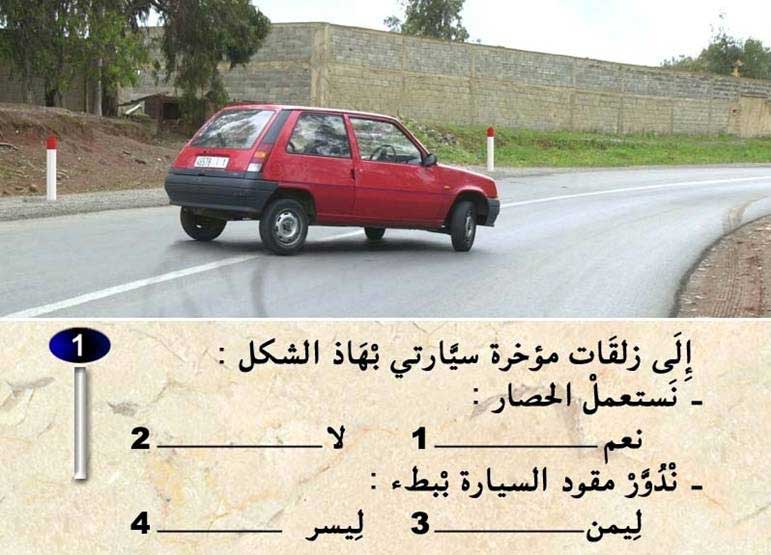 1
إِلَى زلقَات مؤخرة سيَّارتي بْهَاذ الشكل :
- نَستعملْ الحصار :
نعم 1 لا 2
- نْدُوَّرْ مقود السيارة بْبطء :
لِيمن 3 لِيسر 4